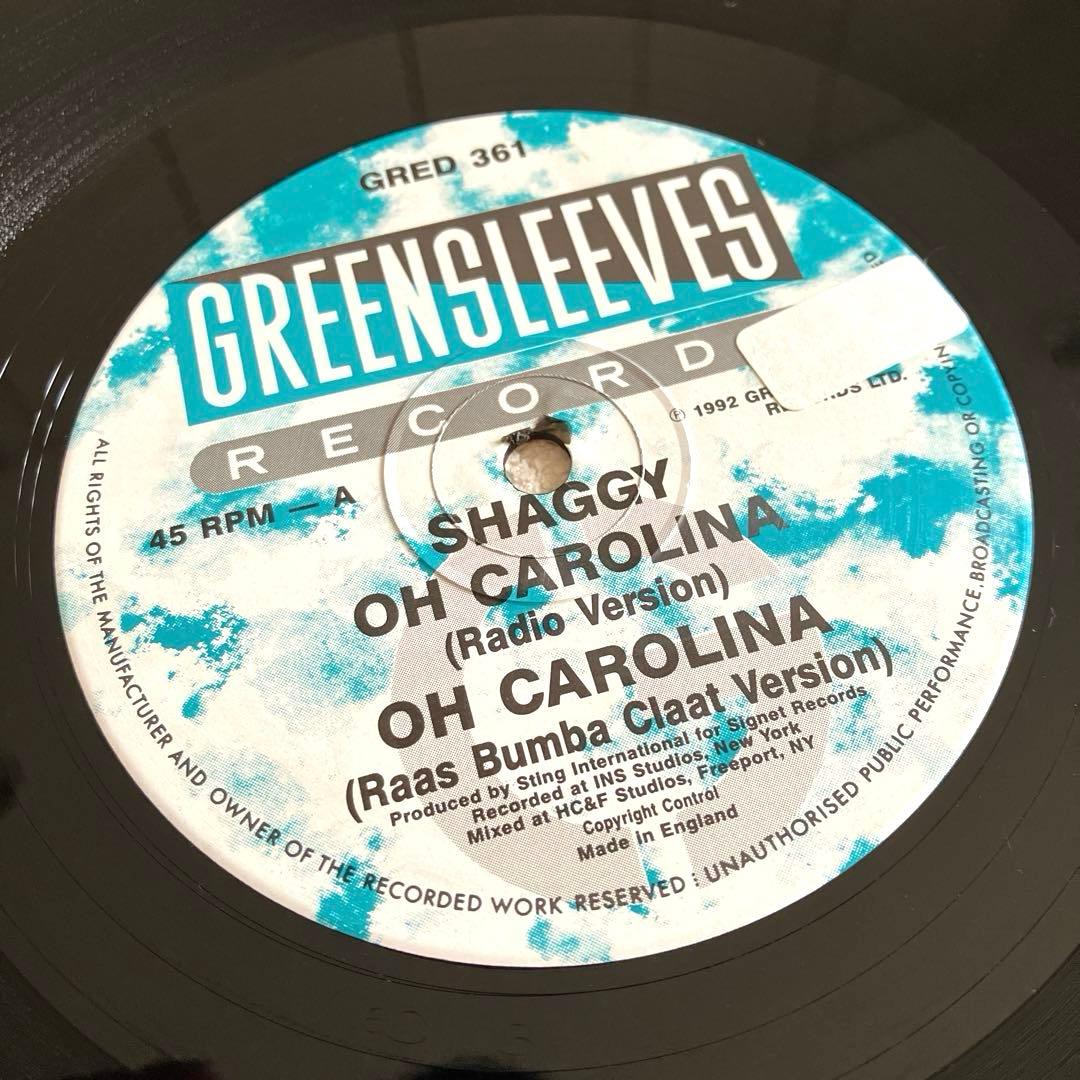 GRED 361
GREENSLEEVES
RECORD
℗ 1992
LTD.
45 RPM — A
SHAGGY
OH CAROLINA
(Radio Version)
OH CAROLINA
(Raas Bumba Claat Version)
Produced by Sting International for Signet Records
Recorded at INS Studios, New York
Mixed at HC&F Studios, Freeport, NY
Copyright Control
Made in England
ALL RIGHTS OF THE MANUFACTURER AND OWNER OF THE RECORDED WORK RESERVED : UNAUTHORISED PUBLIC PERFORMANCE. BROADCASTING OR